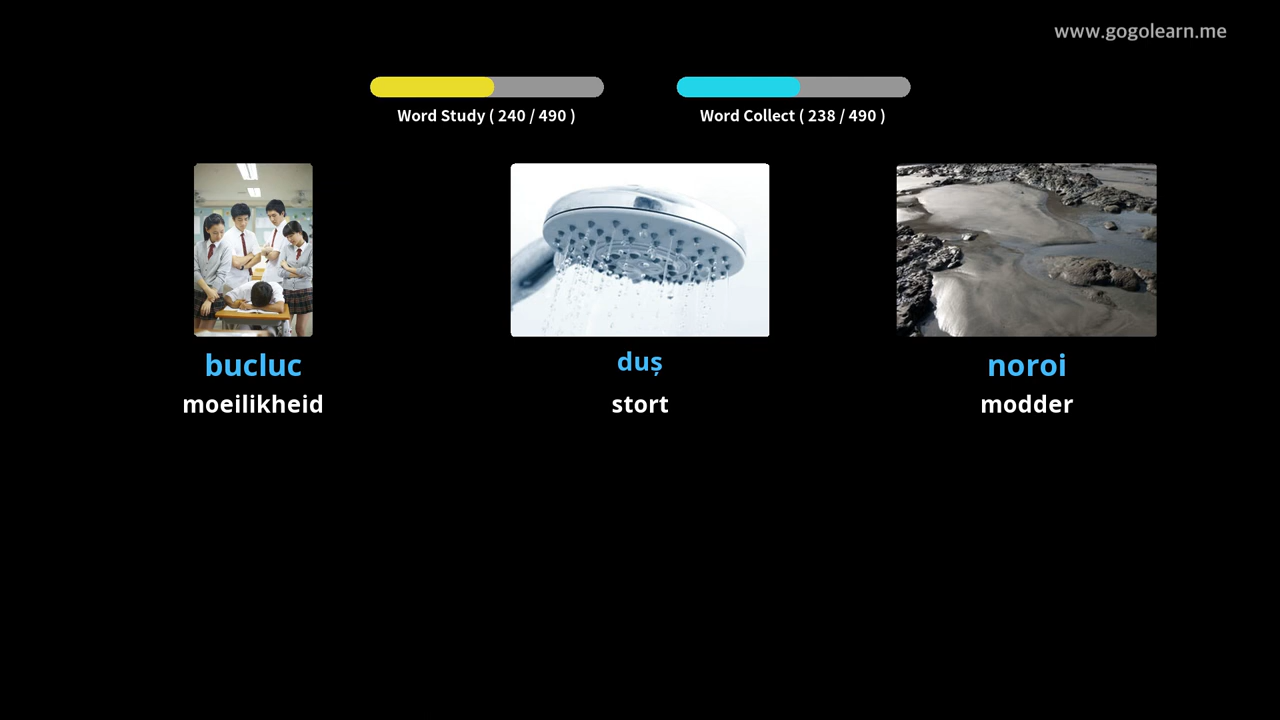 www.gogolearn.me
Word Study ( 240 / 490 )
Word Collect ( 238 / 490 )
bucluc
moeilikheid
duș
stort
noroi
modder